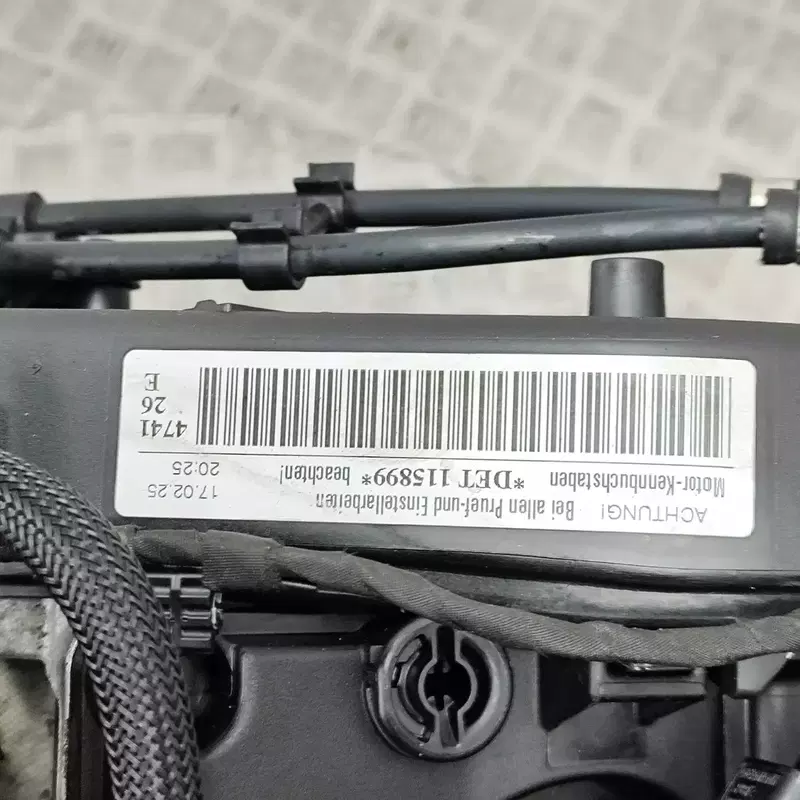 ACHTUNG! Bei allen Pruef-und Einstellarbeiten 17.02.25
Motor-Kennbuchstaben *DET 115899* beachten! 20:25
4741
26
E